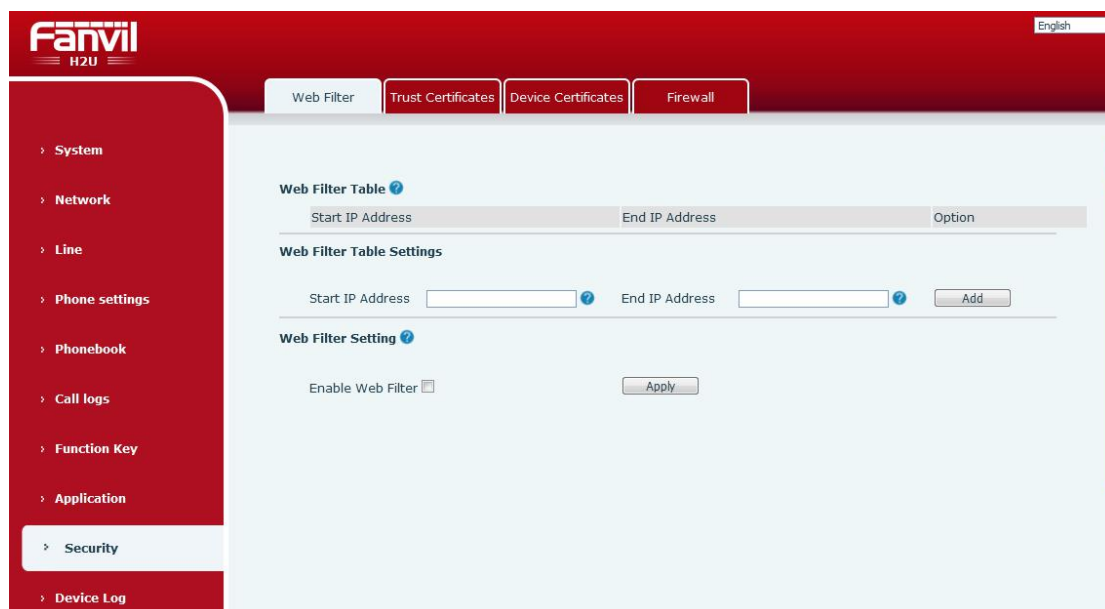 Fanvil
H2U
English
Web Filter Trust Certificates Device Certificates Firewall
› System
› Network
› Line
› Phone settings
› Phonebook
› Call logs
› Function Key
› Application
› Security
› Device Log
Web Filter Table ?
Start IP Address End IP Address Option
Web Filter Table Settings
Start IP Address ? End IP Address ? Add
Web Filter Setting ?
Enable Web Filter Apply